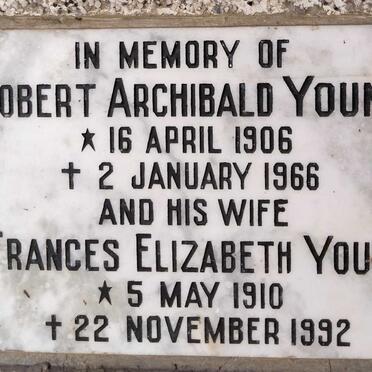 IN MEMORY OF
OBERT ARCHIBALD YOUN
★ 16 APRIL 1906
✝ 2 JANUARY 1966
AND HIS WIFE
FRANCES ELIZABETH YOU
★ 5 MAY 1910
✝ 22 NOVEMBER 1992